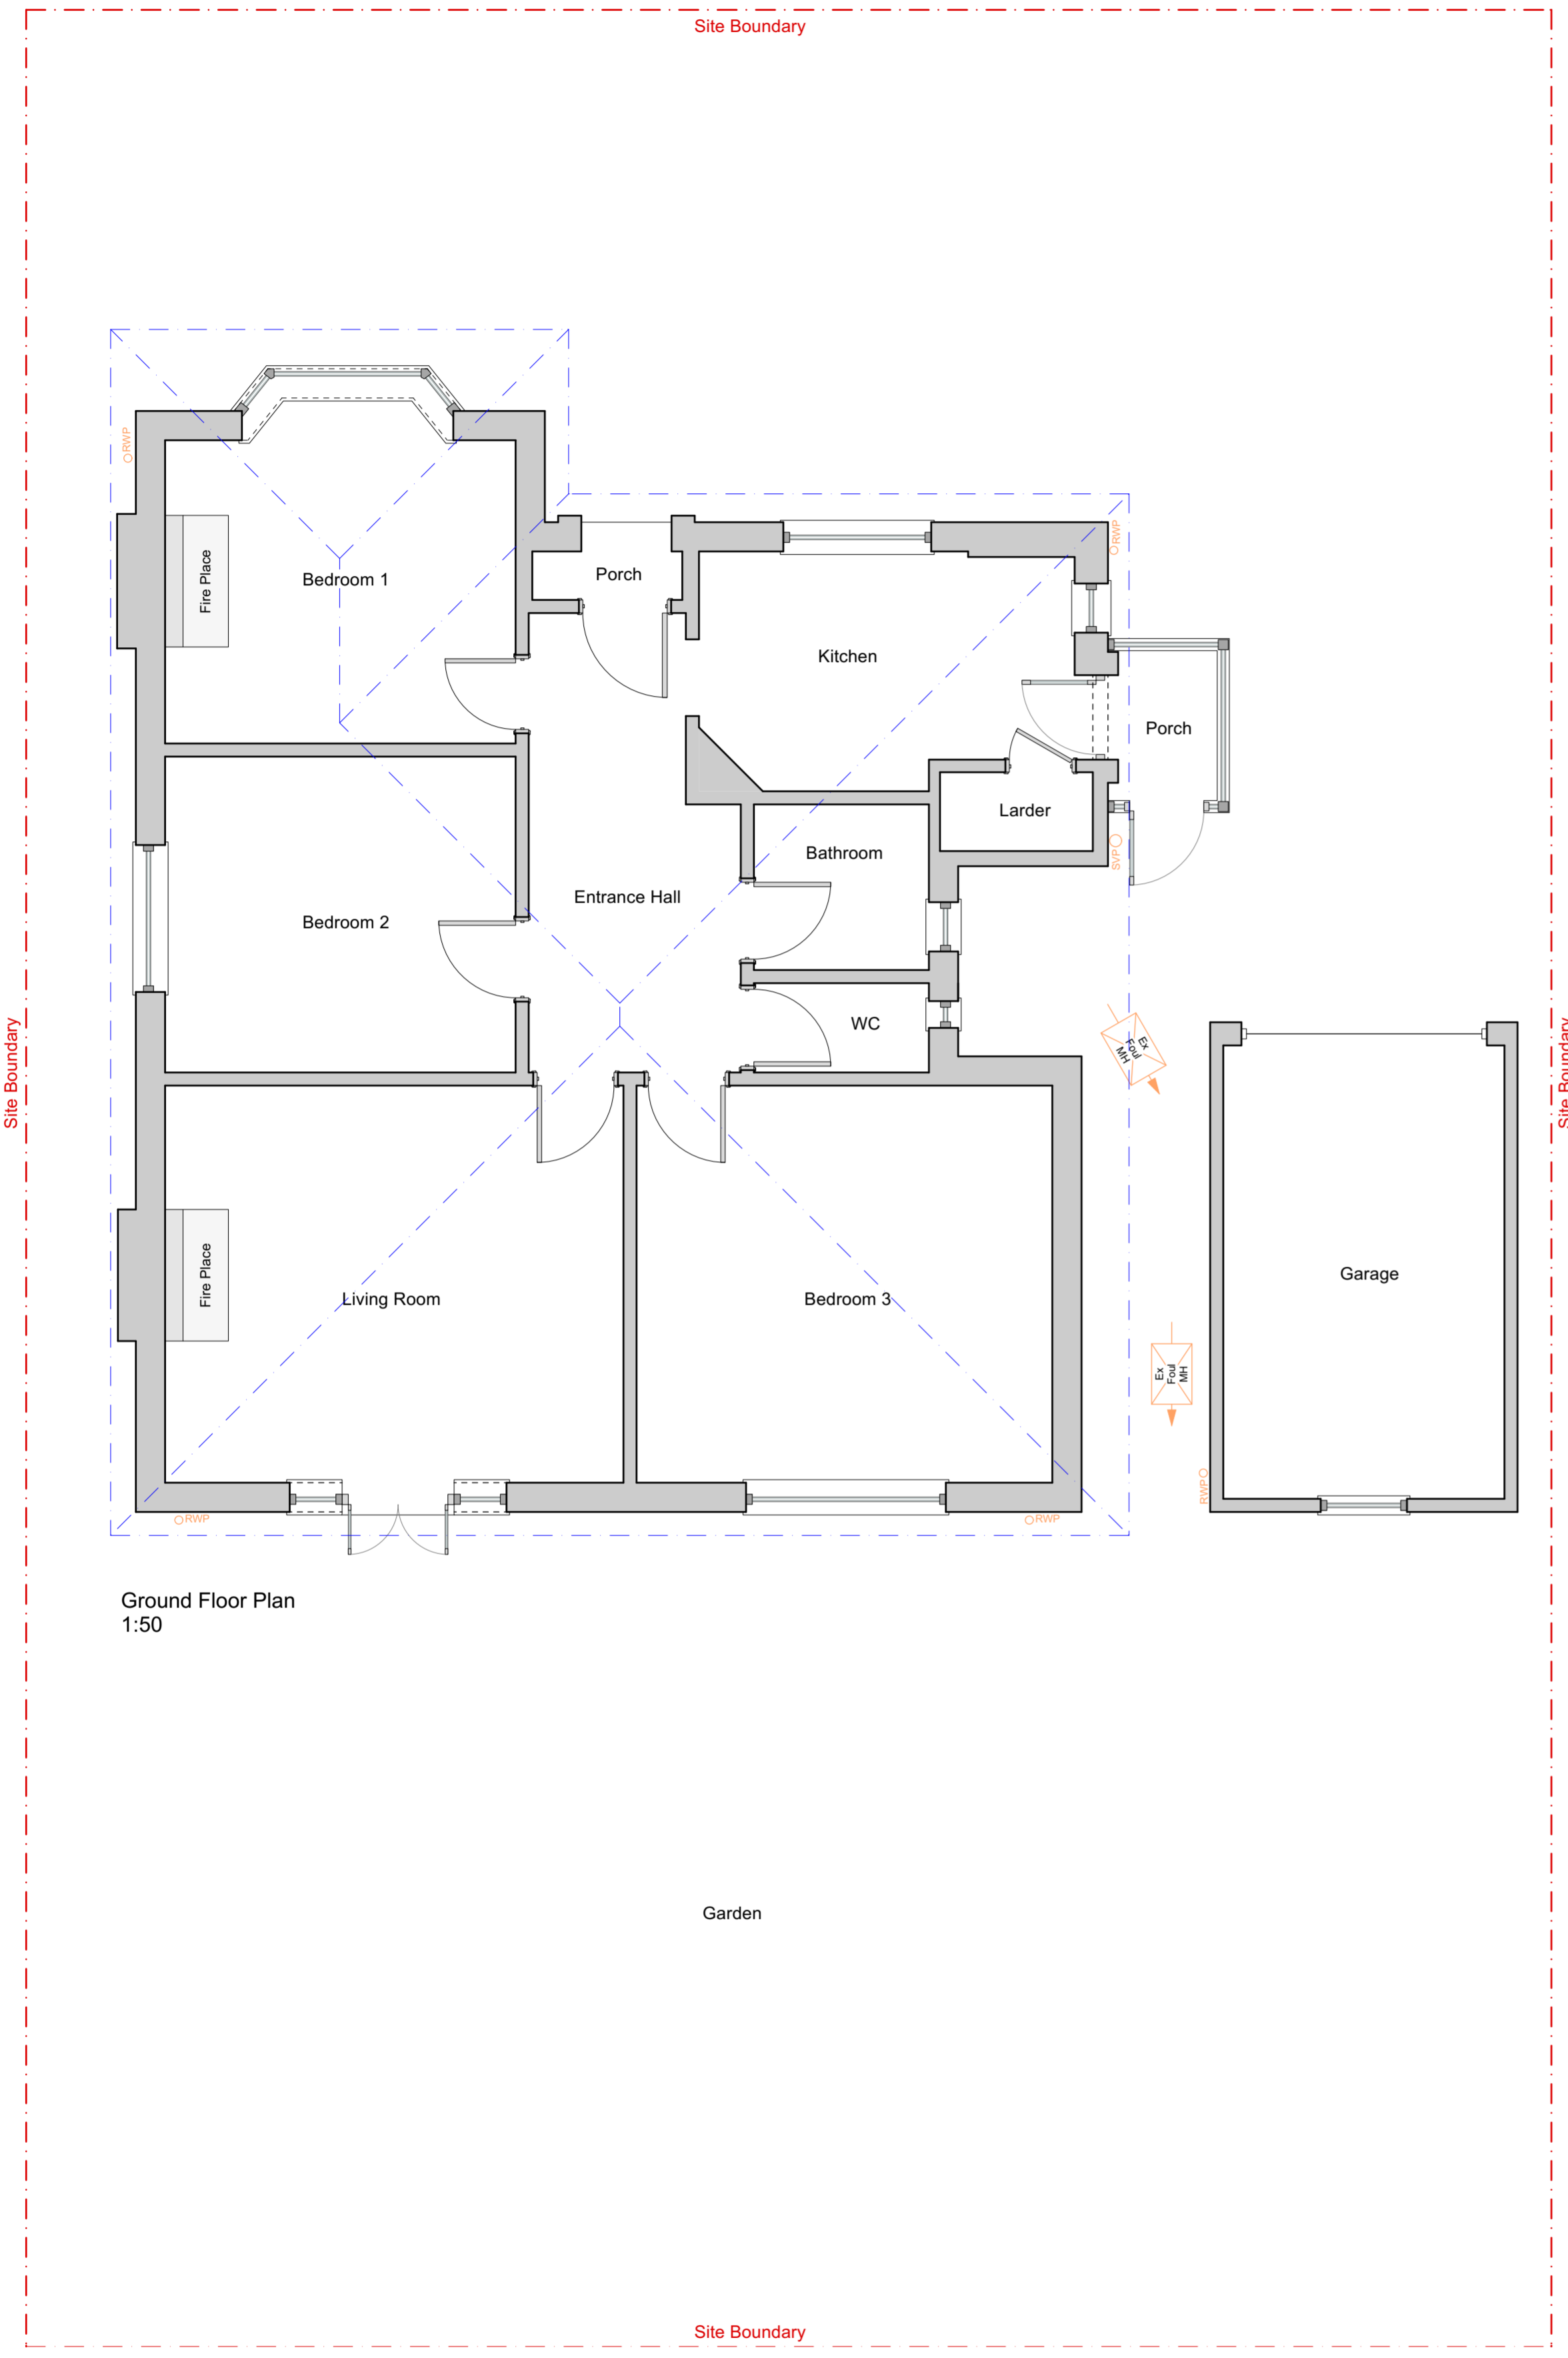 Site Boundary
RWP
RWP
Fire Place
Bedroom 1
Porch
Kitchen
Porch
Larder
Bathroom
SVP
Entrance Hall
Bedroom 2
WC
Ex
Foul
MH
Site Boundary
Site Boundary
Fire Place
Living Room
Bedroom 3
Garage
Ex
Foul
MH
RWP
RWP
RWP
Ground Floor Plan
1:50
Garden
Site Boundary